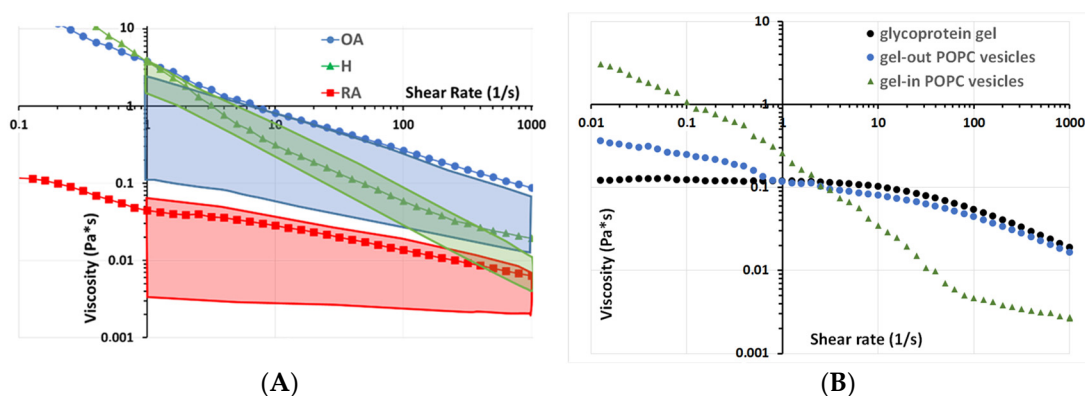 10
OA
H
RA
Shear Rate (1/s)
1
0.1
1
10
100
1000
0.1
Viscosity (Pa*s)
0.01
0.001
(A)
10
glycoprotein gel
gel-out POPC vesicles
gel-in POPC vesicles
1
0.01
0.1
1
10
100
1000
0.1
Viscosity (Pa*s)
0.01
Shear rate (1/s)
0.001
(B)